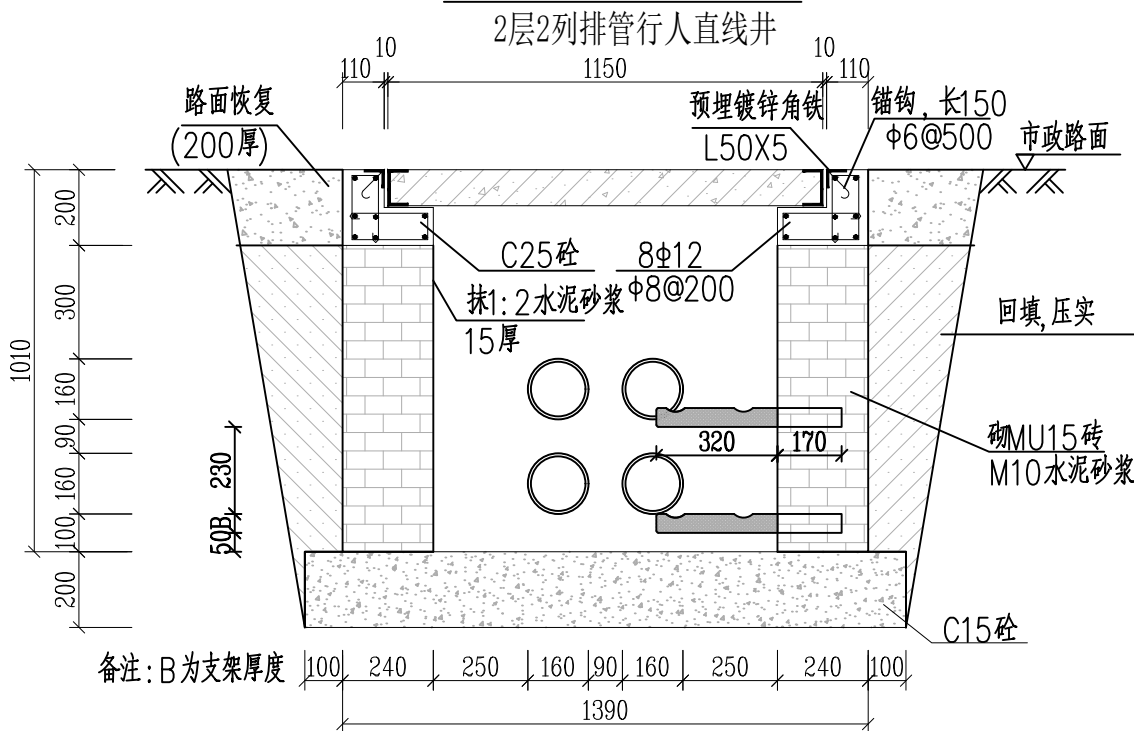 2层2列排管行人直线井
10
10
110
1150
110
路面恢复
(200厚)
预埋镀锌角铁
L50X5
锚钩,长150
Φ6@500
市政路面
200
300
160
90
160
100
200
1010
C25砼
8Φ12
Φ8@200
抹1:2水泥砂浆
15厚
回填,压实
320
170
砌MU15砖
M10水泥砂浆
230
50B
C15砼
备注:B为支架厚度
100
240
250
160
90
160
250
240
100
1390